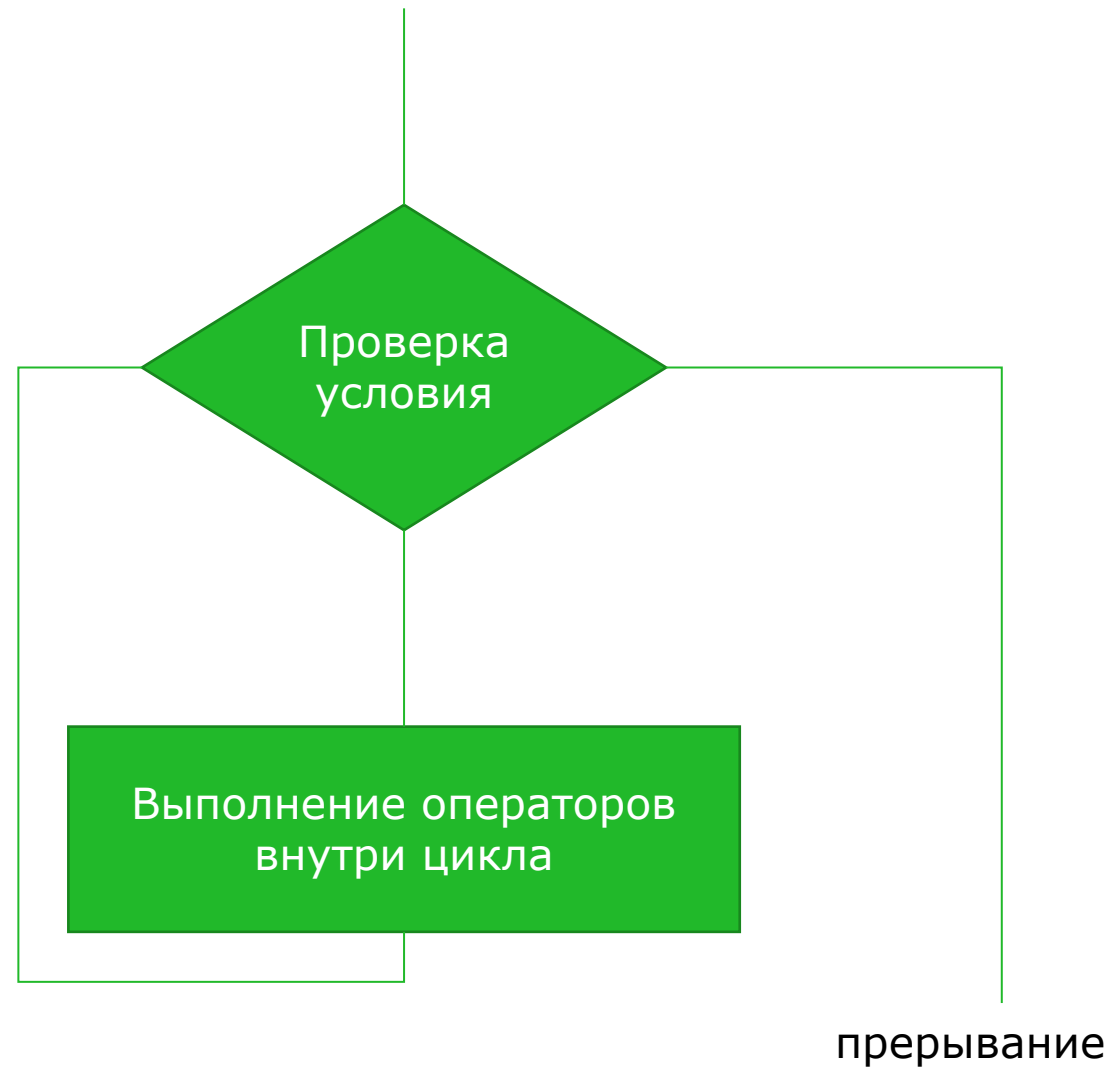 Проверка
условия
Выполнение операторов
внутри цикла
прерывание